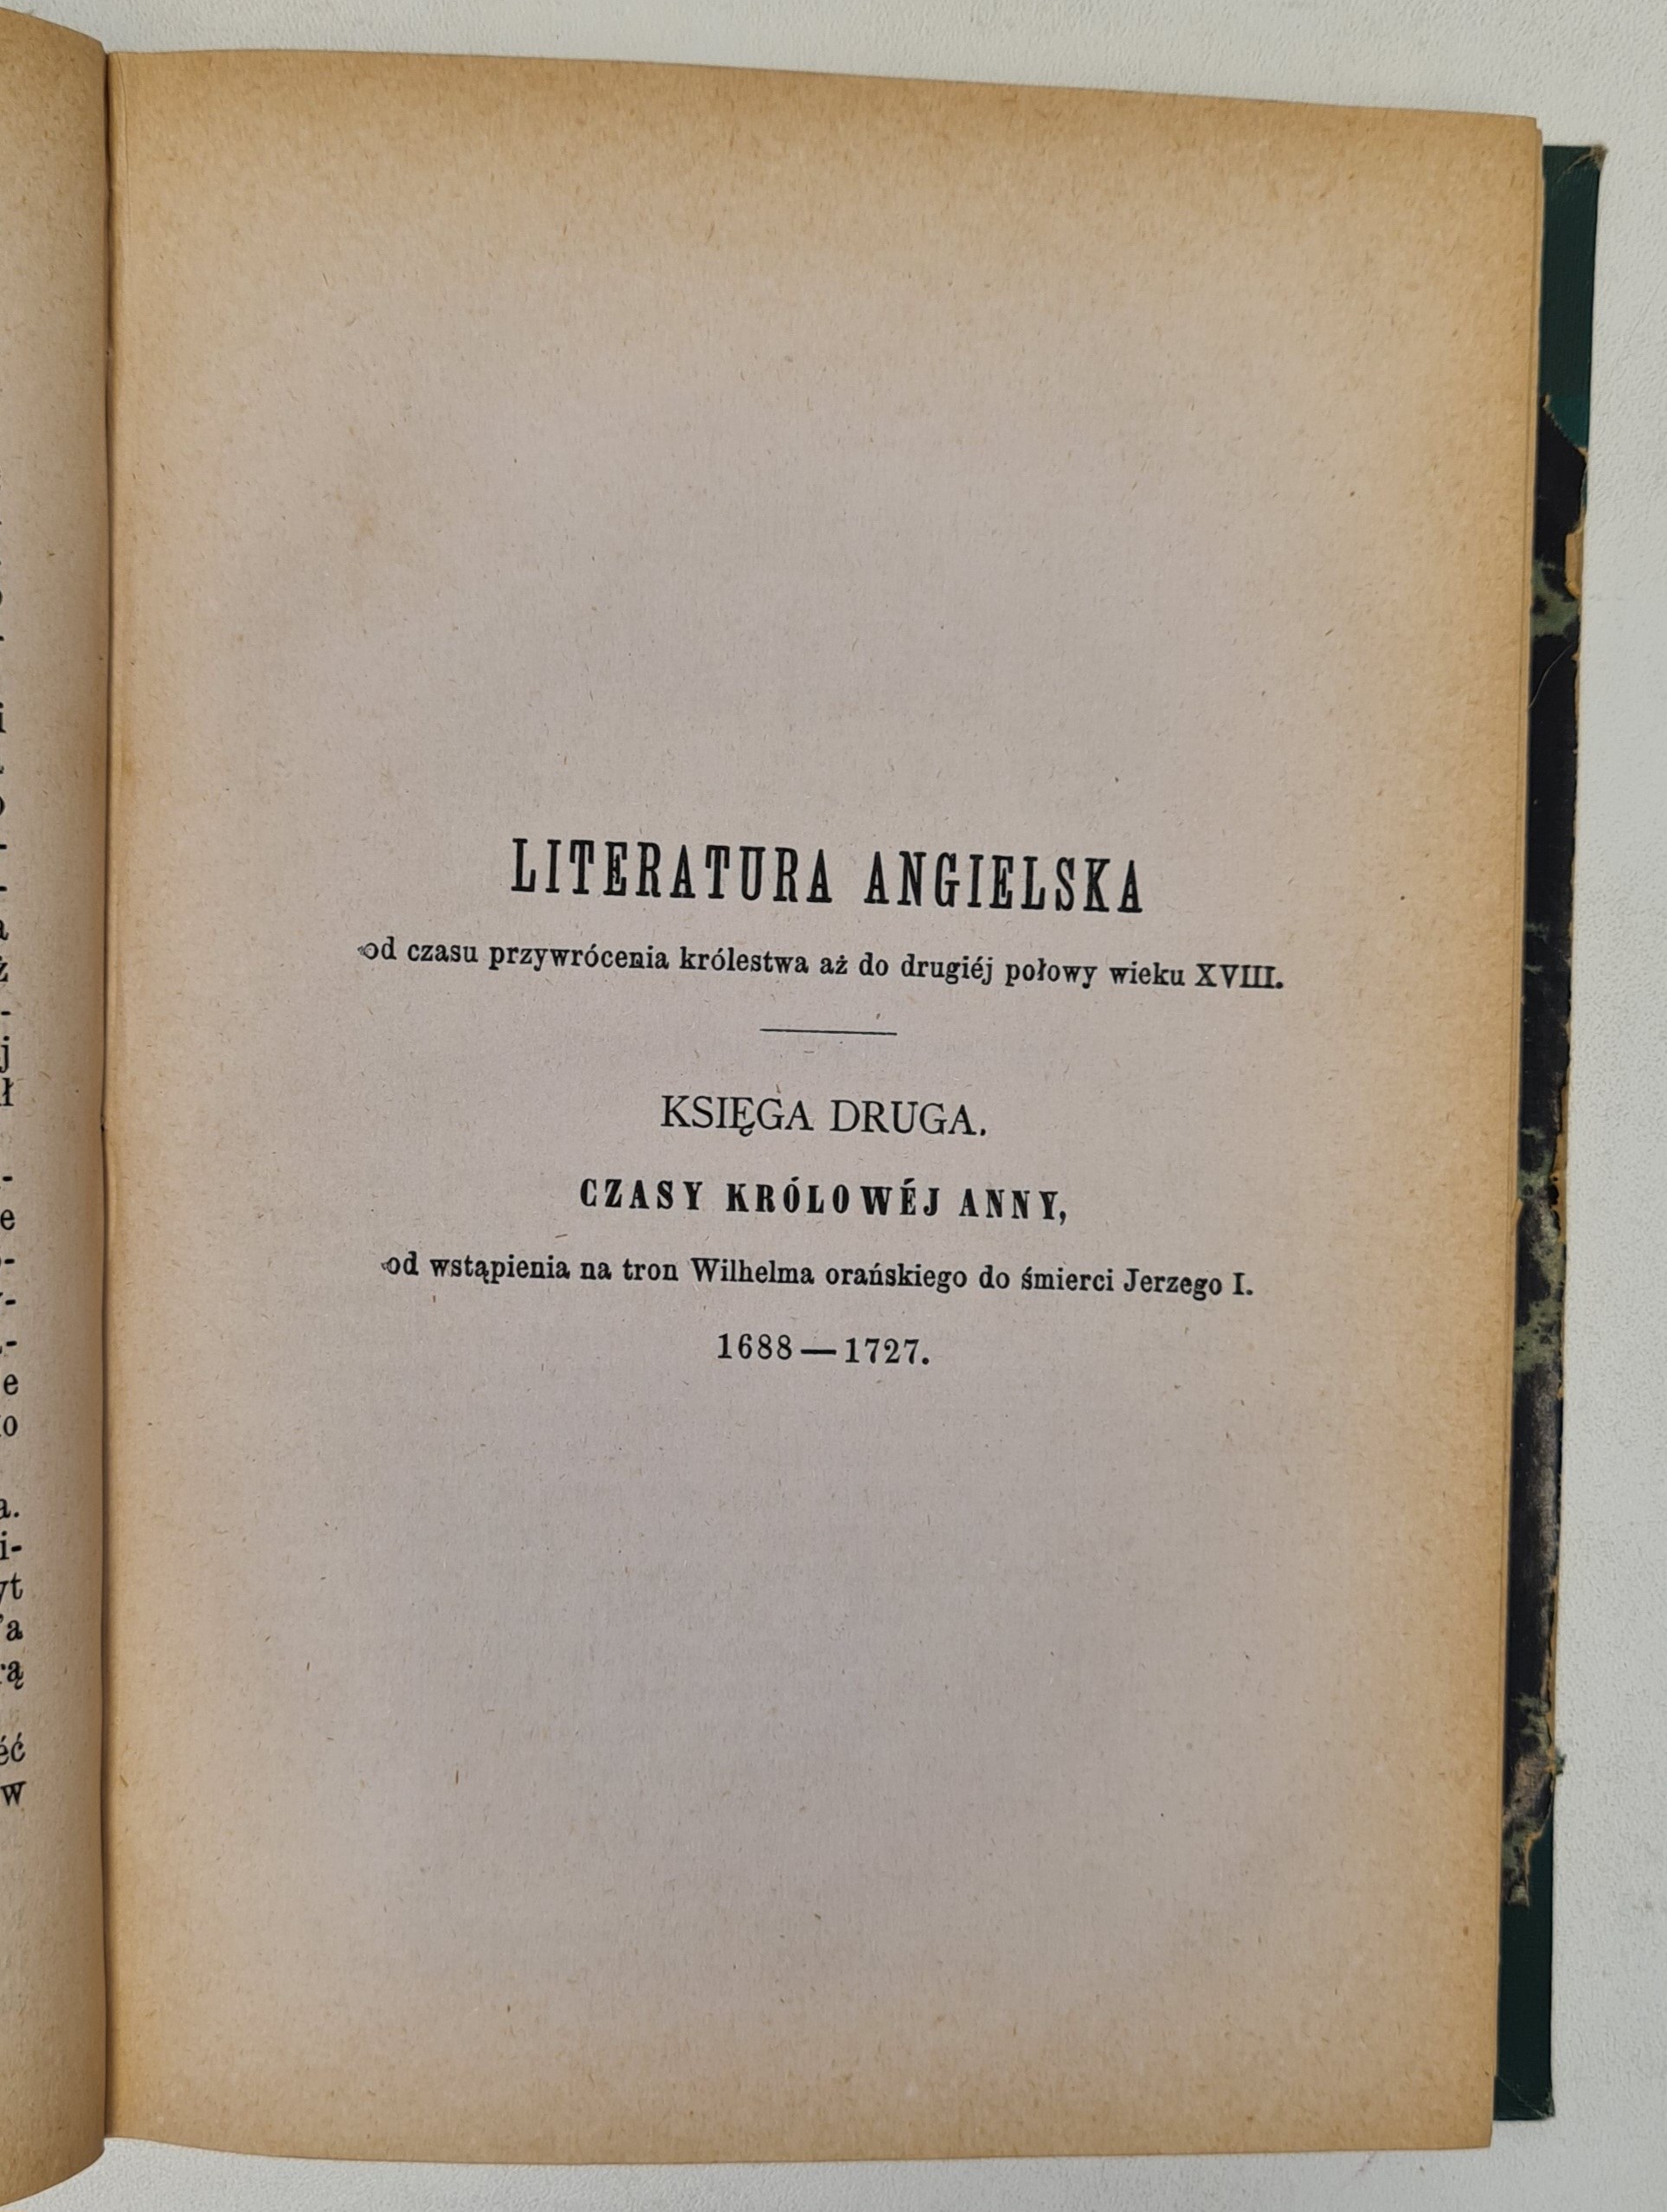 LITERATURA ANGIELSKA
od czasu przywrócenia królestwa aż do drugiéj połowy wieku XVIII.
KSIĘGA DRUGA.
CZASY KRÓLOWÉJ ANNY,
od wstąpienia na tron Wilhelma orańskiego do śmierci Jerzego I.
1688—1727.